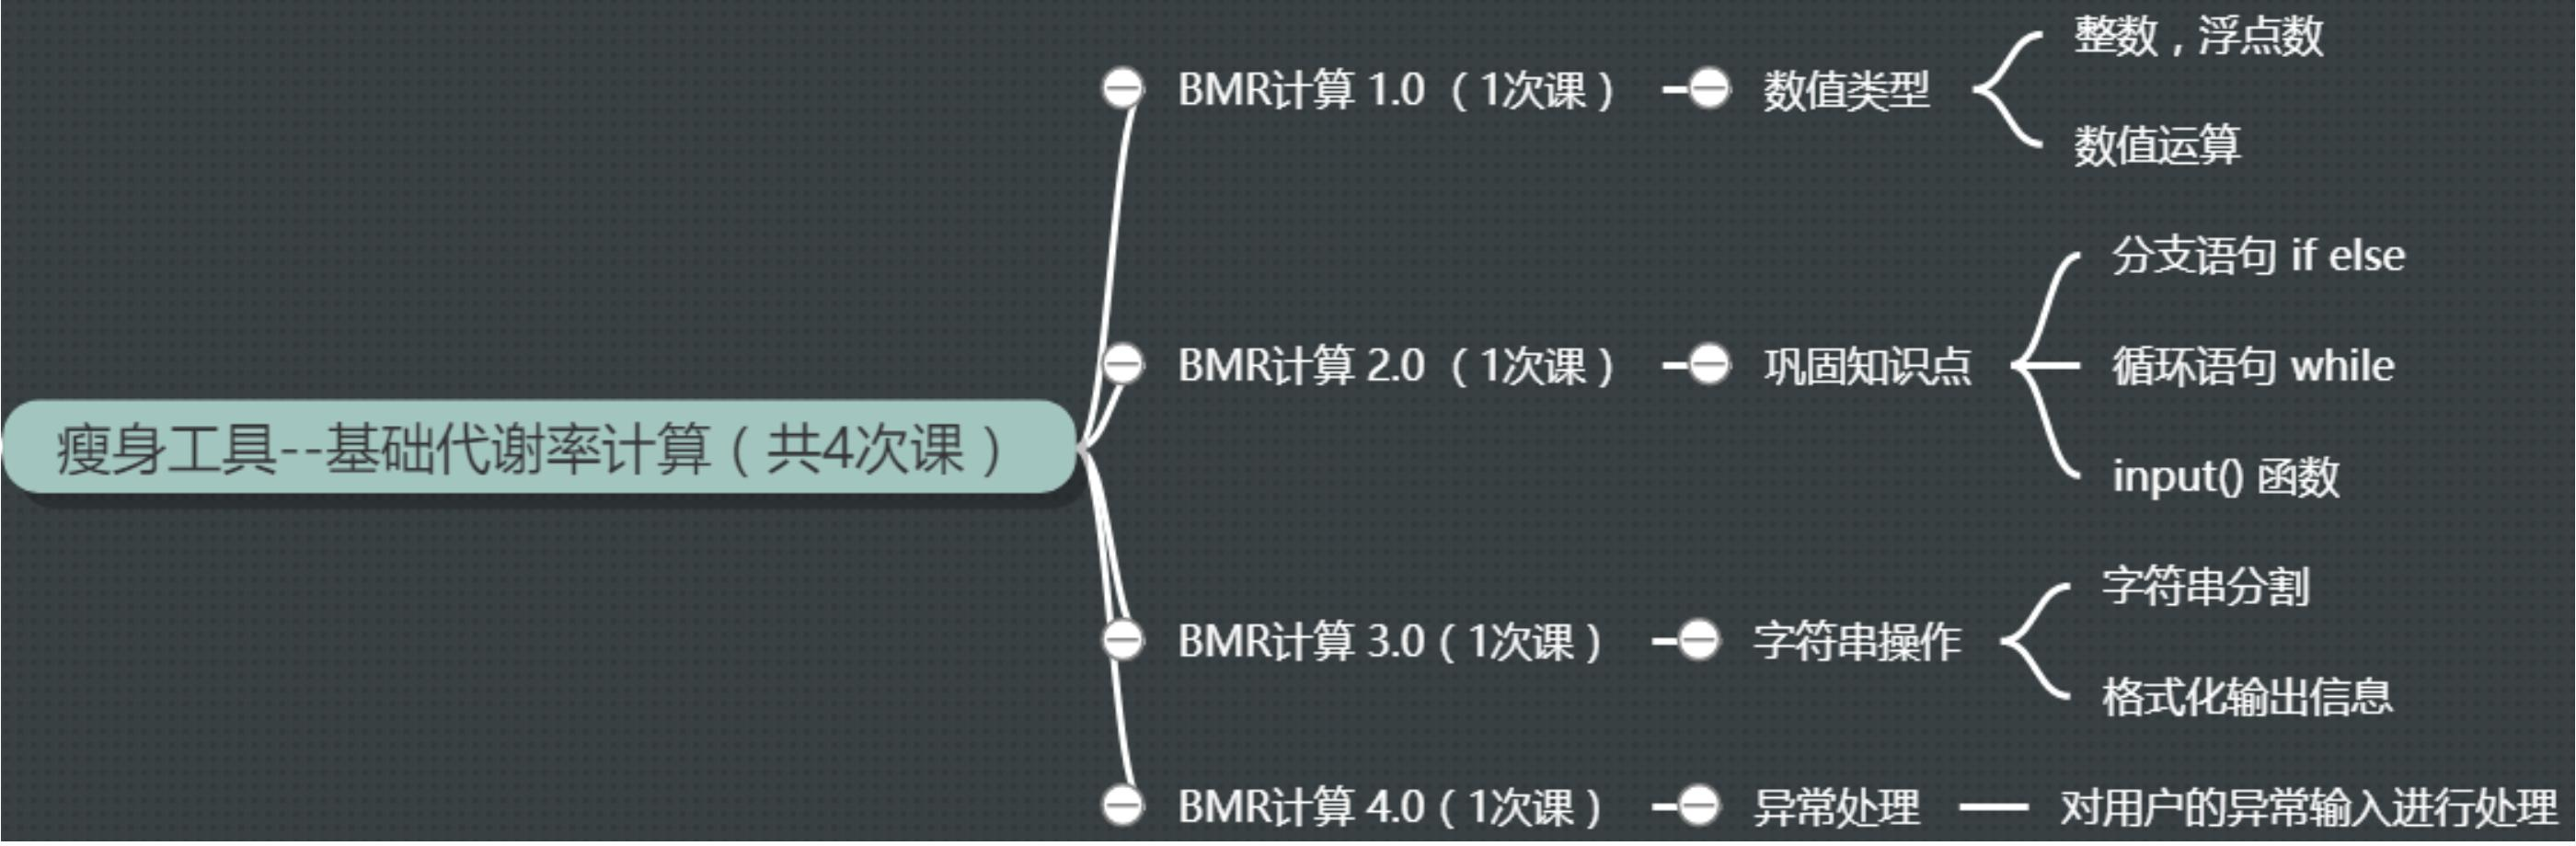 瘦身工具--基础代谢率计算（共4次课）
BMR计算 1.0 （1次课）
数值类型
整数，浮点数
数值运算
BMR计算 2.0 （1次课）
巩固知识点
分支语句 if else
循环语句 while
input() 函数
BMR计算 3.0（1次课）
字符串操作
字符串分割
格式化输出信息
BMR计算 4.0（1次课）
异常处理
对用户的异常输入进行处理